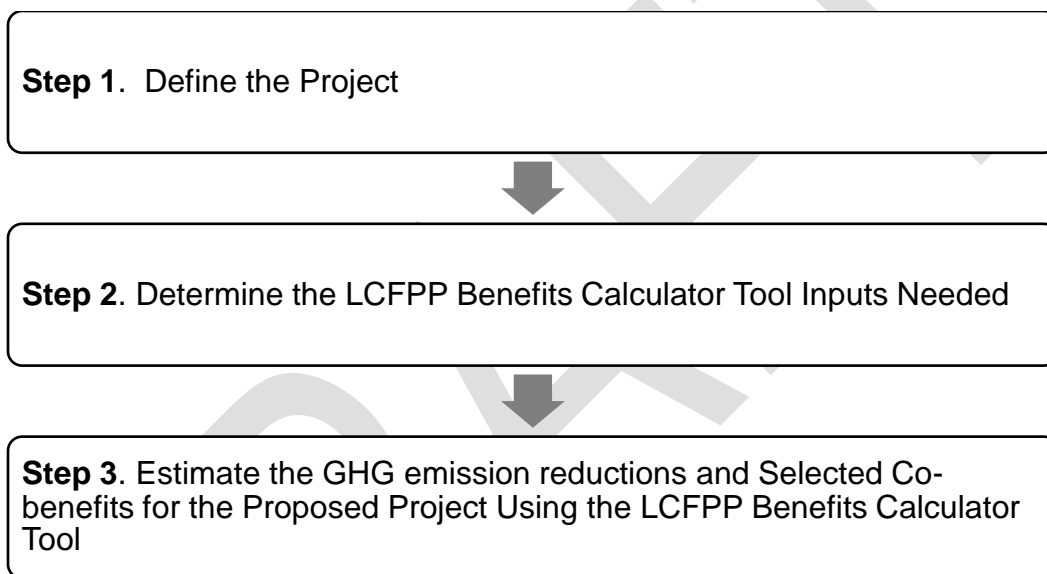 Step 1. Define the Project
Step 2. Determine the LCFPP Benefits Calculator Tool Inputs Needed
Step 3. Estimate the GHG emission reductions and Selected Co-
benefits for the Proposed Project Using the LCFPP Benefits Calculator
Tool